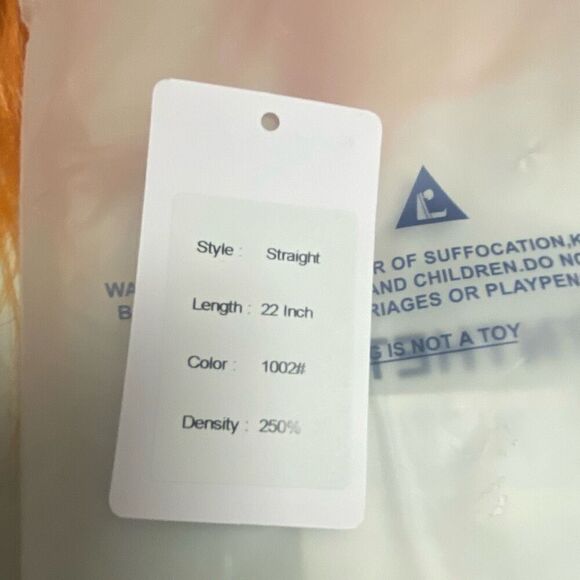 Style : Straight
Length : 22 Inch
Color : 1002#
Density : 250%
WA
B
R OF SUFFOCATION,K
AND CHILDREN.DO NO
RIAGES OR PLAYPEN
IS NOT A TOY